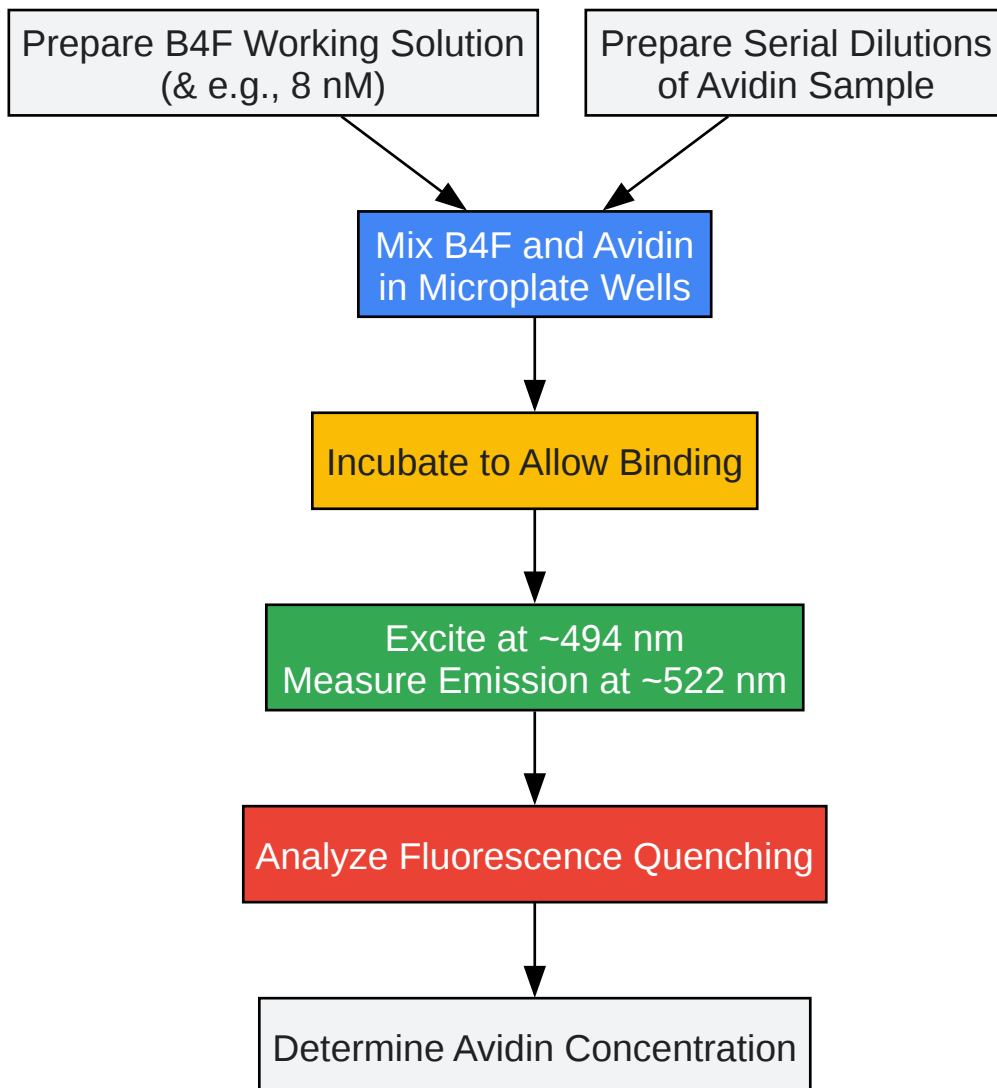 Prepare B4F Working Solution
(& e.g., 8 nM)
Prepare Serial Dilutions
of Avidin Sample
Mix B4F and Avidin
in Microplate Wells
Incubate to Allow Binding
Excite at ~494 nm
Measure Emission at ~522 nm
Analyze Fluorescence Quenching
Determine Avidin Concentration